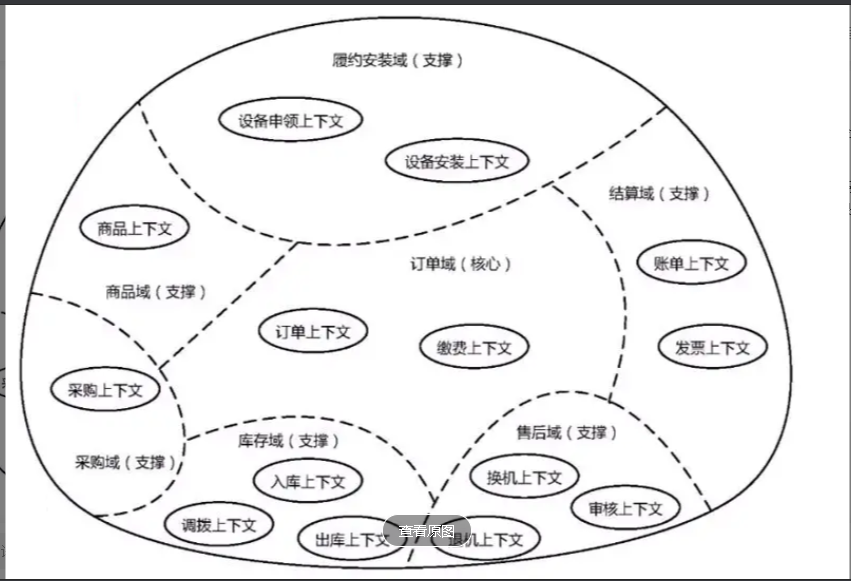 履约安装域（支撑）
设备申领上下文
设备安装上下文
结算域（支撑）
商品上下文
订单域（核心）
账单上下文
商品域（支撑）
订单上下文
缴费上下文
发票上下文
采购上下文
售后域（支撑）
库存域（支撑）
采购域（支撑）
入库上下文
换机上下文
审核上下文
调拨上下文
查看原图
出库上下文
退机上下文